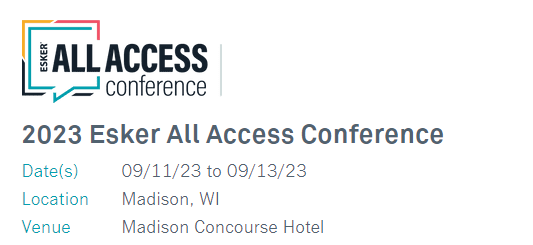 ESKER ALL ACCESS
conference
2023 Esker All Access Conference
Date(s) 09/11/23 to 09/13/23
Location Madison, WI
Venue Madison Concourse Hotel